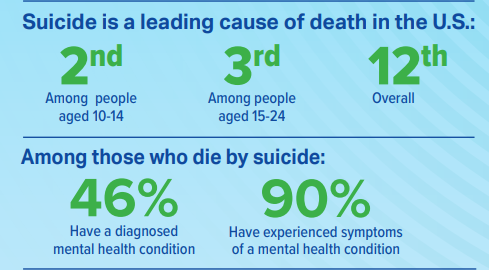 Suicide is a leading cause of death in the U.S.:
2nd 3rd 12th
Among people Among people Overall
aged 10-14 aged 15-24
Among those who die by suicide:
46% 90%
Have a diagnosed Have experienced symptoms
mental health condition of a mental health condition